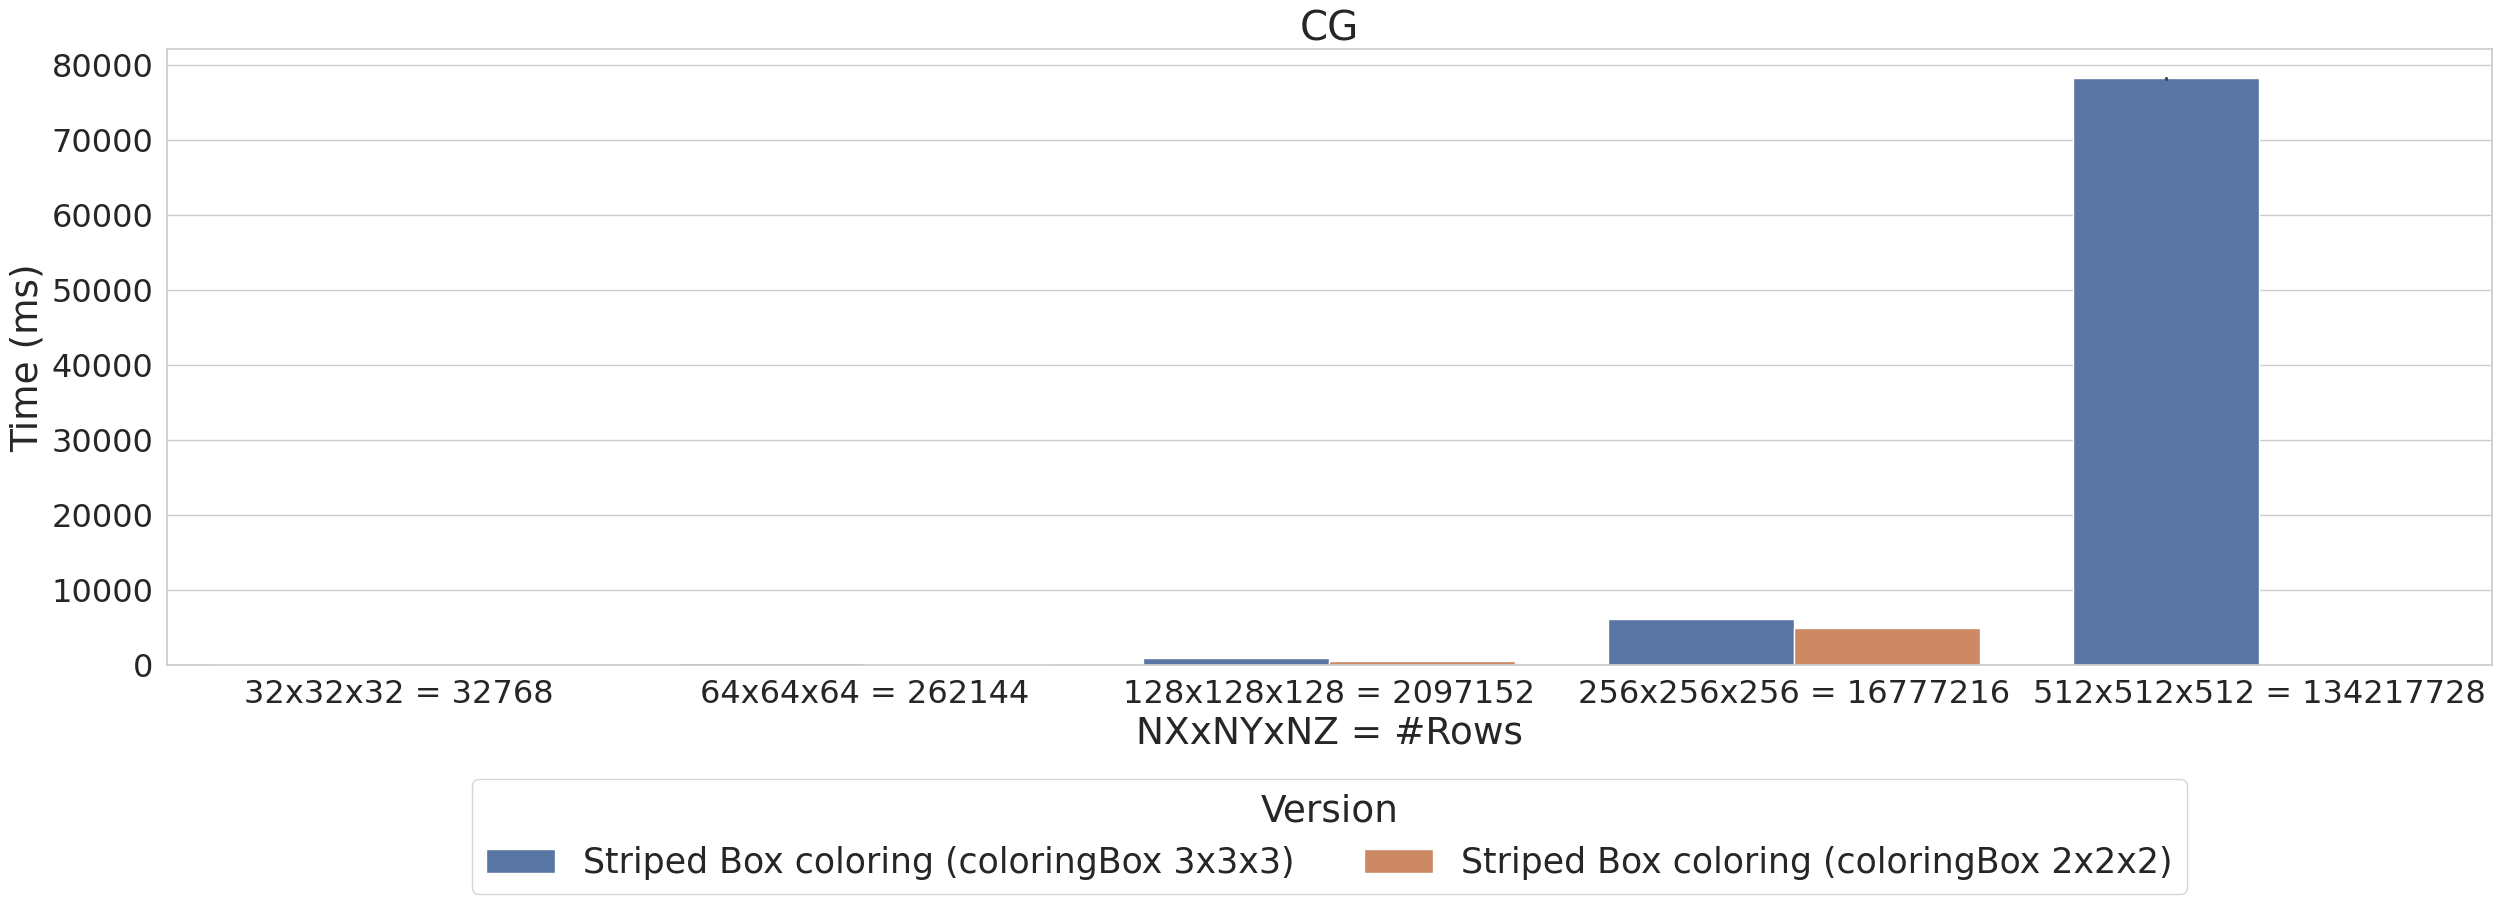 CG
80000
70000
60000
50000
40000
30000
20000
10000
0
Time (ms)
32x32x32 = 32768
64x64x64 = 262144
128x128x128 = 2097152
256x256x256 = 16777216
512x512x512 = 134217728
NXxNYxNZ = #Rows
Version
Striped Box coloring (coloringBox 3x3x3)
Striped Box coloring (coloringBox 2x2x2)